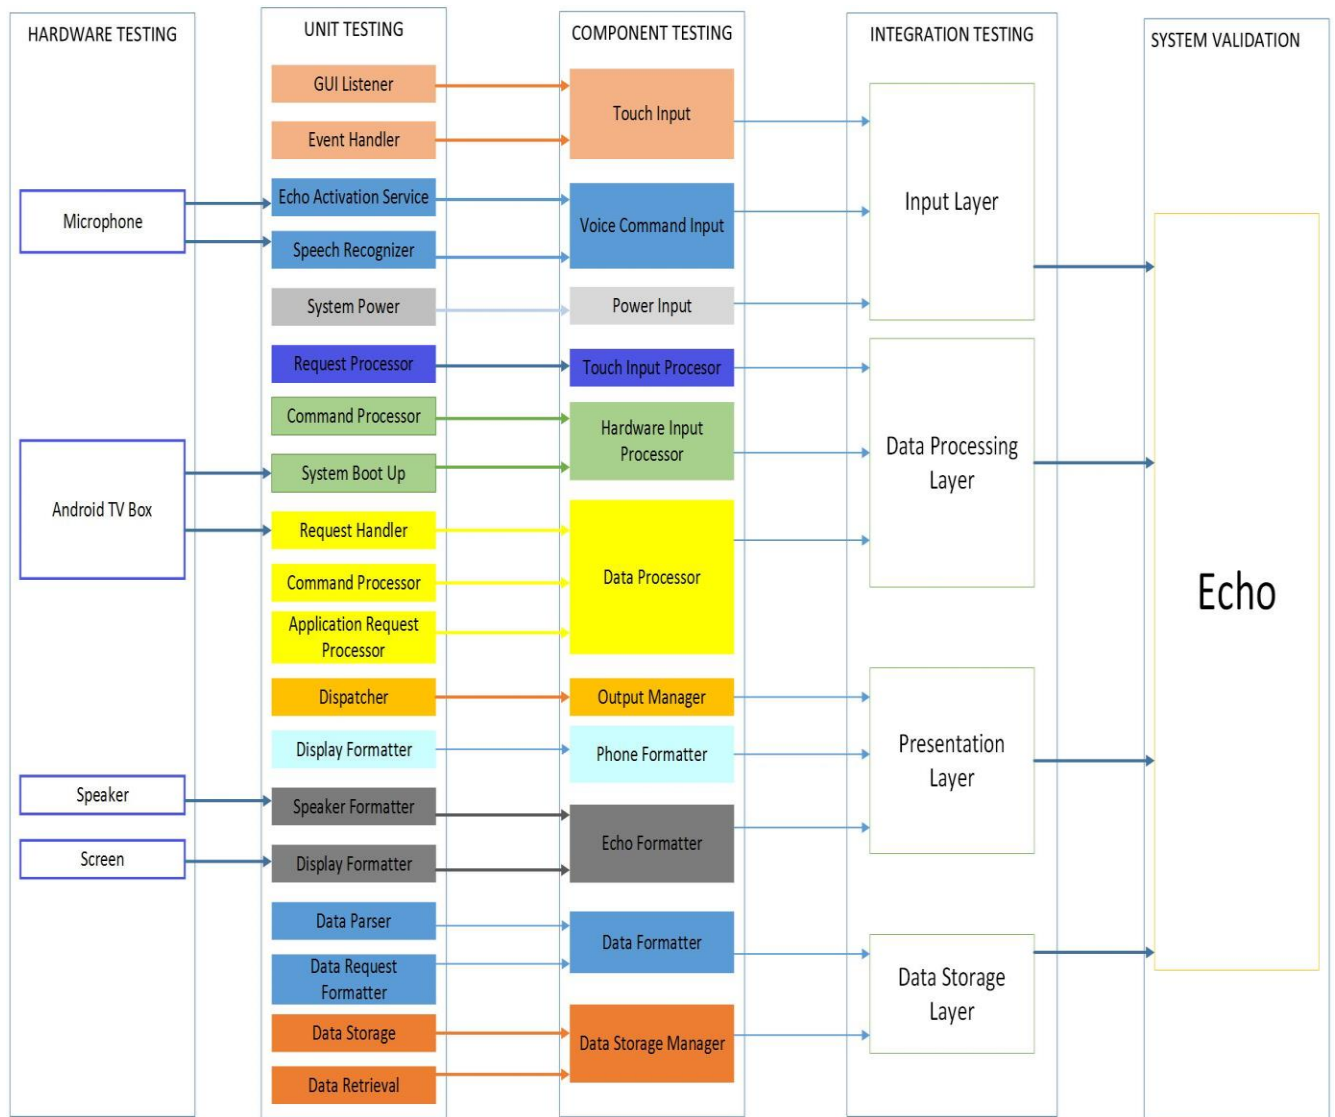 HARDWARE TESTING
Microphone
Android TV Box
Speaker
Screen
UNIT TESTING
GUI Listener
Event Handler
Echo Activation Service
Speech Recognizer
System Power
Request Processor
Command Processor
System Boot Up
Request Handler
Command Processor
Application Request
Processor
Dispatcher
Display Formatter
Speaker Formatter
Display Formatter
Data Parser
Data Request
Formatter
Data Storage
Data Retrieval
COMPONENT TESTING
Touch Input
Voice Command Input
Power Input
Touch Input Procesor
Hardware Input
Processor
Data Processor
Output Manager
Phone Formatter
Echo Formatter
Data Formatter
Data Storage Manager
INTEGRATION TESTING
Input Layer
Data Processing
Layer
Presentation
Layer
Data Storage
Layer
SYSTEM VALIDATION
Echo